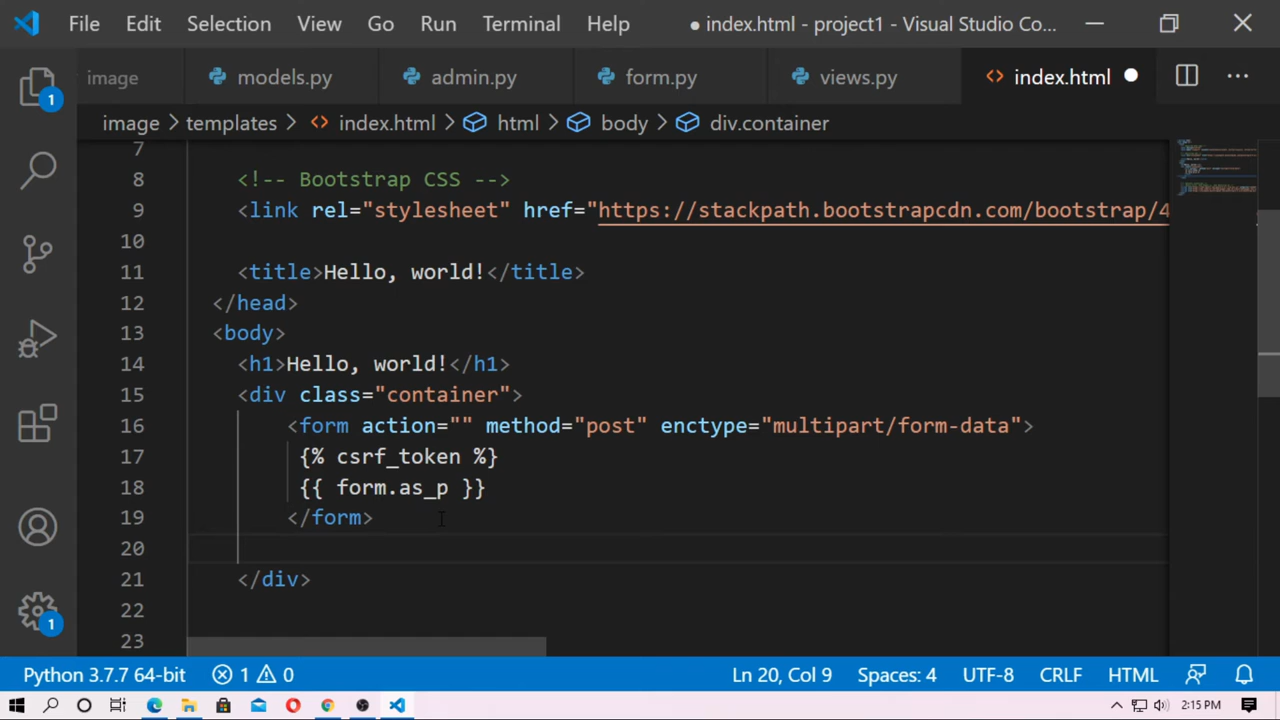 File Edit Selection View Go Run Terminal Help ● index.html - project1 - Visual Studio Co...
image models.py admin.py form.py views.py index.html
image > templates > index.html > html > body > div.container
7
8 <!-- Bootstrap CSS -->
9 <link rel="stylesheet" href="https://stackpath.bootstrapcdn.com/bootstrap/4
10
11 <title>Hello, world!</title>
12 </head>
13 <body>
14 <h1>Hello, world!</h1>
15 <div class="container">
16 <form action="" method="post" enctype="multipart/form-data">
17 {% csrf_token %}
18 {{ form.as_p }}
19 </form>
20
21 </div>
22
23
1
1
Python 3.7.7 64-bit 1 0 Ln 20, Col 9 Spaces: 4 UTF-8 CRLF HTML
2:15 PM